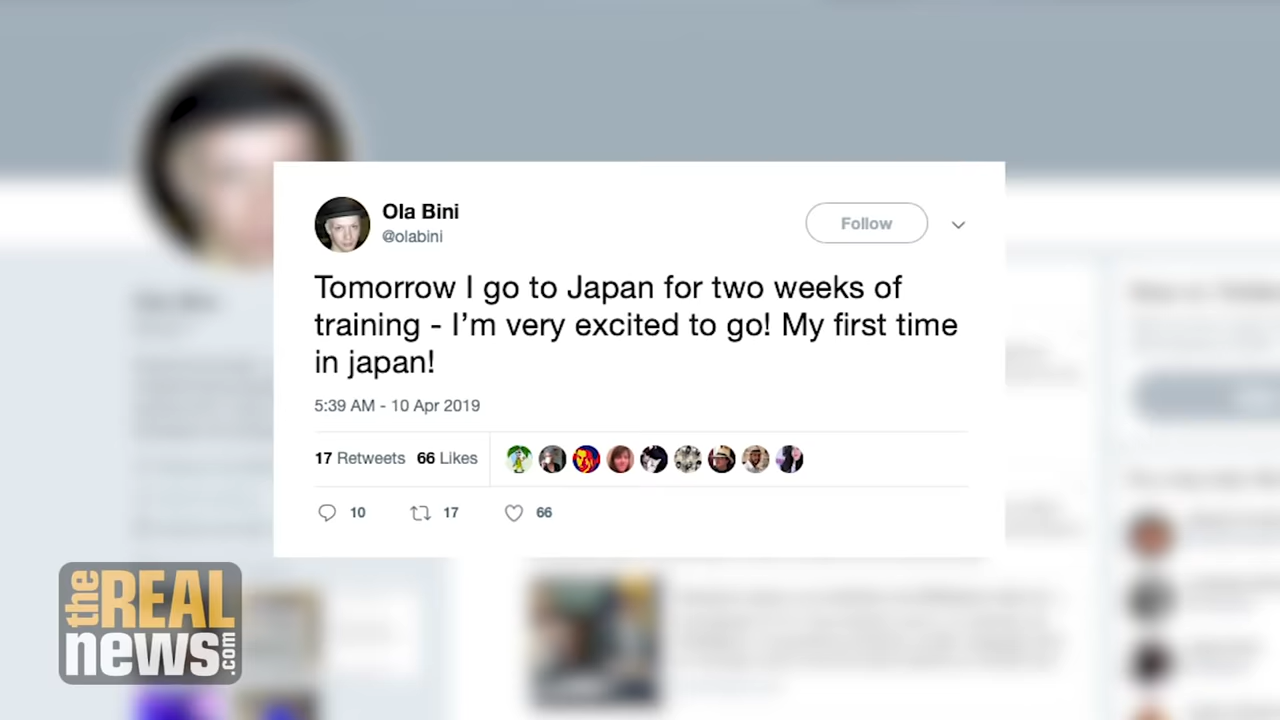 Ola Bini
@olabini
Follow
Tomorrow I go to Japan for two weeks of
training - I’m very excited to go! My first time
in japan!
5:39 AM - 10 Apr 2019
17 Retweets 66 Likes
10 17 66
the REAL
news.com